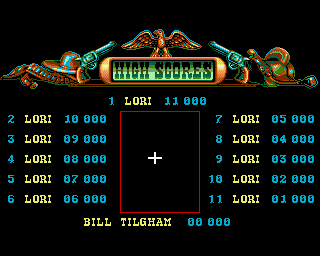 HIGH SCORES
1 LORI 11 000
2 LORI 10 000
3 LORI 09 000
4 LORI 08 000
5 LORI 07 000
6 LORI 06 000
7 LORI 05 000
8 LORI 04 000
9 LORI 03 000
10 LORI 02 000
11 LORI 01 000
BILL TILGHAM 00 000